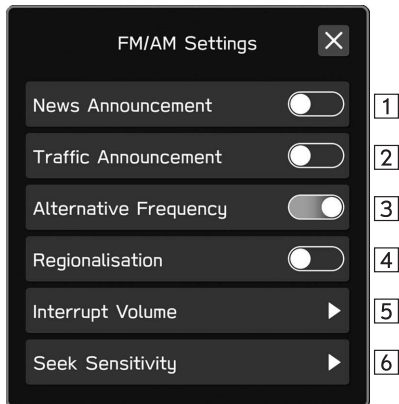 FM/AM Settings
News Announcement 1
Traffic Announcement 2
Alternative Frequency 3
Regionalisation 4
Interrupt Volume 5
Seek Sensitivity 6